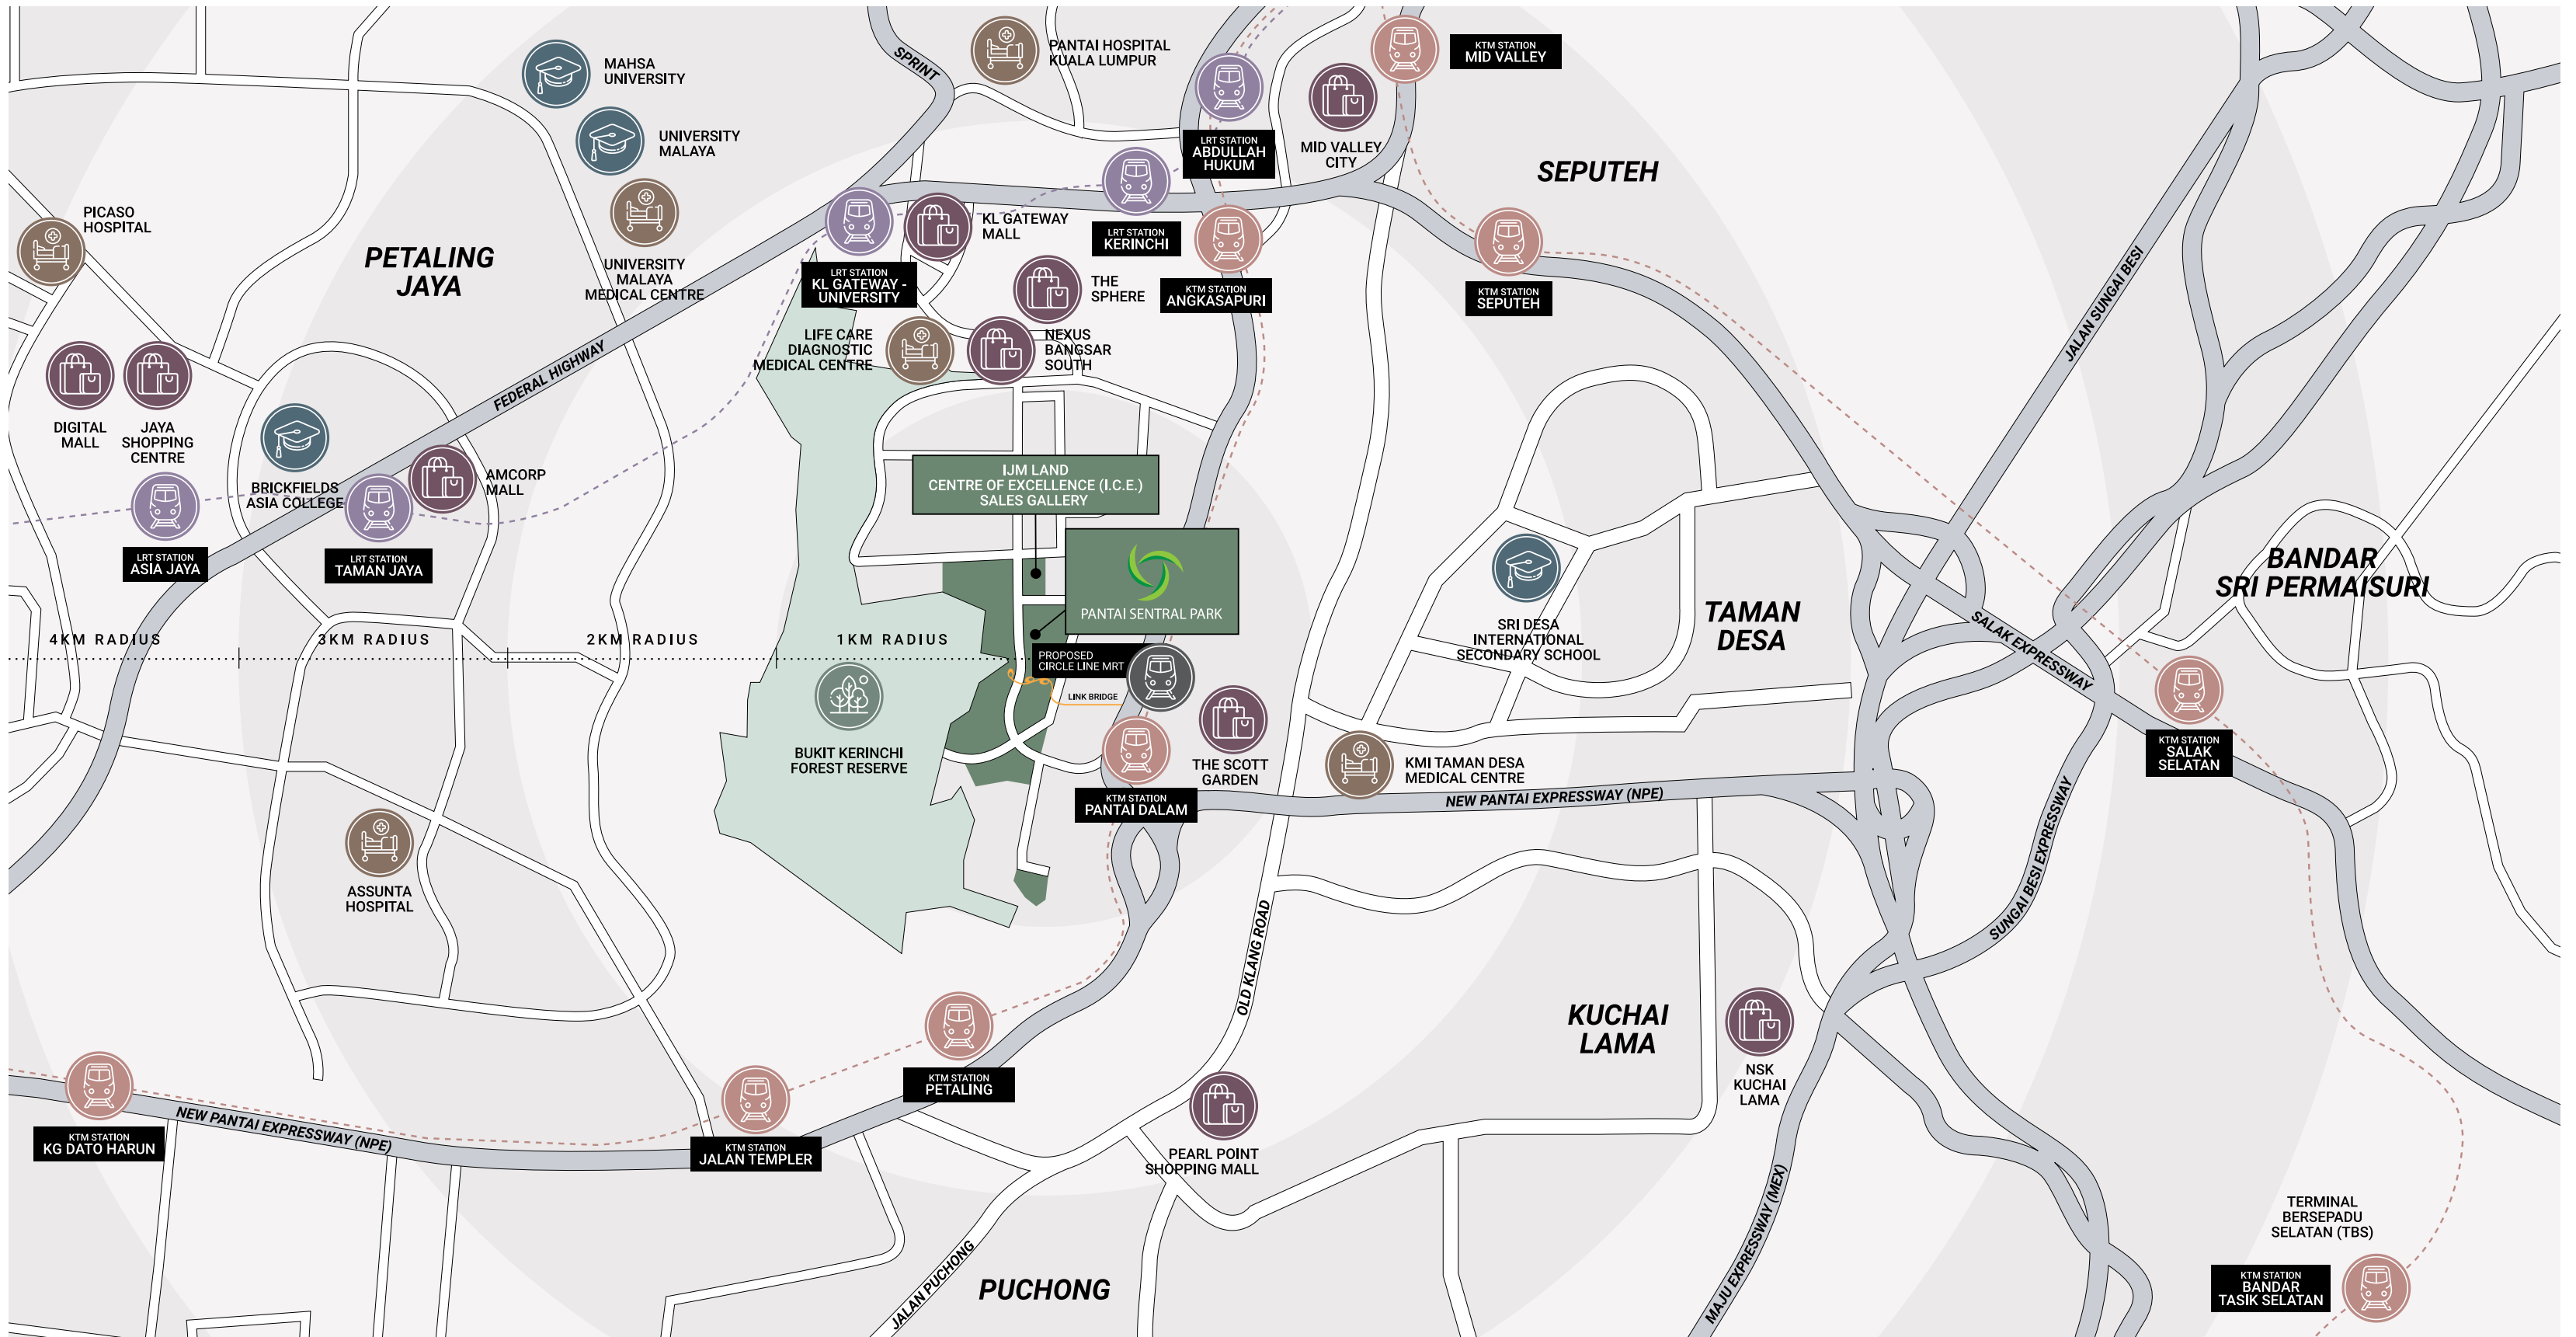 SPRINT
PANTAI HOSPITAL
KUALA LUMPUR
KTM STATION
MID VALLEY
MAHSA
UNIVERSITY
UNIVERSITY
MALAYA
LRT STATION
ABDULLAH
HUKUM
MID VALLEY
CITY
SEPUTEH
PICASO
HOSPITAL
PETALING
JAYA
UNIVERSITY
MALAYA
MEDICAL CENTRE
KL GATEWAY
MALL
LRT STATION
KERINCHI
LRT STATION
KL GATEWAY -
UNIVERSITY
THE
SPHERE
KTM STATION
ANGKASAPURI
KTM STATION
SEPUTEH
JALAN SUNGAI BESI
LIFE CARE
DIAGNOSTIC
MEDICAL CENTRE
NEXUS
BANGSAR
SOUTH
FEDERAL HIGHWAY
DIGITAL
MALL
JAYA
SHOPPING
CENTRE
BRICKFIELDS
ASIA COLLEGE
AMCORP
MALL
IJM LAND
CENTRE OF EXCELLENCE (I.C.E.)
SALES GALLERY
LRT STATION
ASIA JAYA
LRT STATION
TAMAN JAYA
PANTAI SENTRAL PARK
BANDAR
SRI PERMAISURI
SRI DESA
INTERNATIONAL
SECONDARY SCHOOL
TAMAN
DESA
SALAK EXPRESSWAY
4KM RADIUS
3KM RADIUS
2KM RADIUS
1KM RADIUS
PROPOSED
CIRCLE LINE MRT
LINK BRIDGE
BUKIT KERINCHI
FOREST RESERVE
THE SCOTT
GARDEN
KMI TAMAN DESA
MEDICAL CENTRE
KTM STATION
SALAK
SELATAN
KTM STATION
PANTAI DALAM
NEW PANTAI EXPRESSWAY (NPE)
SUNGAI BESI EXPRESSWAY
ASSUNTA
HOSPITAL
OLD KLANG ROAD
KUCHAI
LAMA
NSK
KUCHAI
LAMA
KTM STATION
PETALING
KTM STATION
KG DATO HARUN
NEW PANTAI EXPRESSWAY (NPE)
KTM STATION
JALAN TEMPLER
PEARL POINT
SHOPPING MALL
JALAN PUCHONG
PUCHONG
MAJU EXPRESSWAY (MEX)
TERMINAL
BERSEPADU
SELATAN (TBS)
KTM STATION
BANDAR
TASIK SELATAN